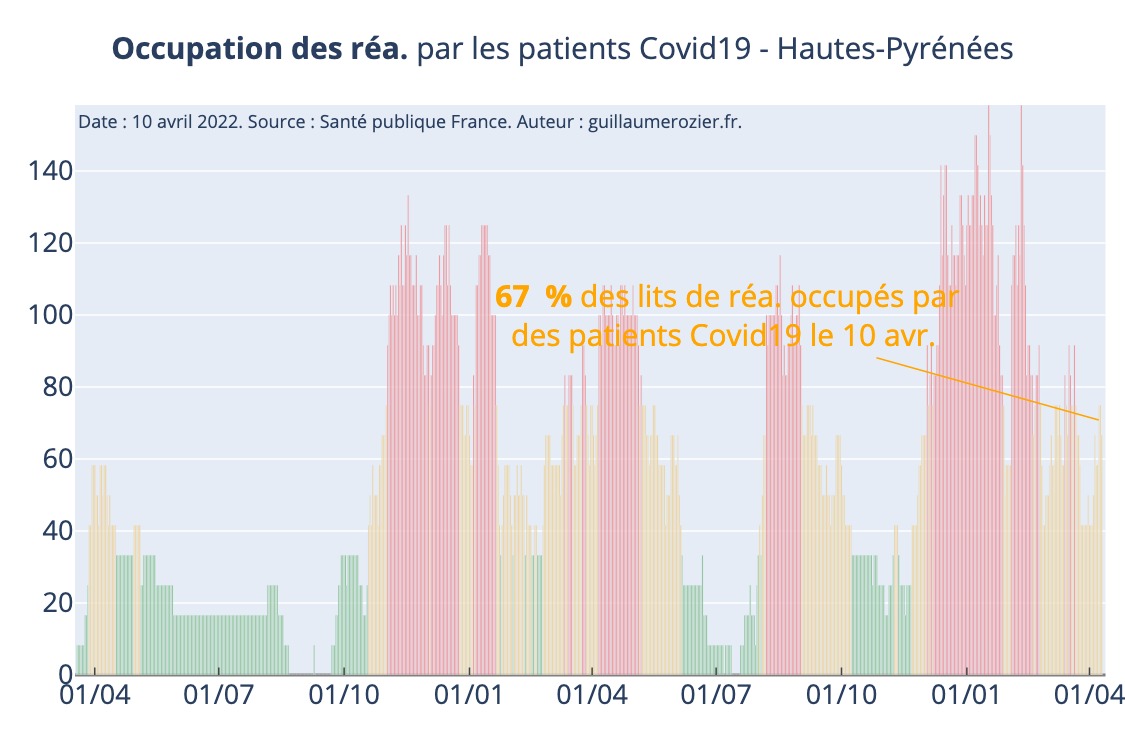 Occupation des réa. par les patients Covid19 - Hautes-Pyrénées
Date : 10 avril 2022. Source : Santé publique France. Auteur : guillaumerozier.fr.
140
120
100
80
60
40
20
0
67 % des lits de réa. occupés par
des patients Covid19 le 10 avr.
01/04 01/07 01/10 01/01 01/04 01/07 01/10 01/01 01/04